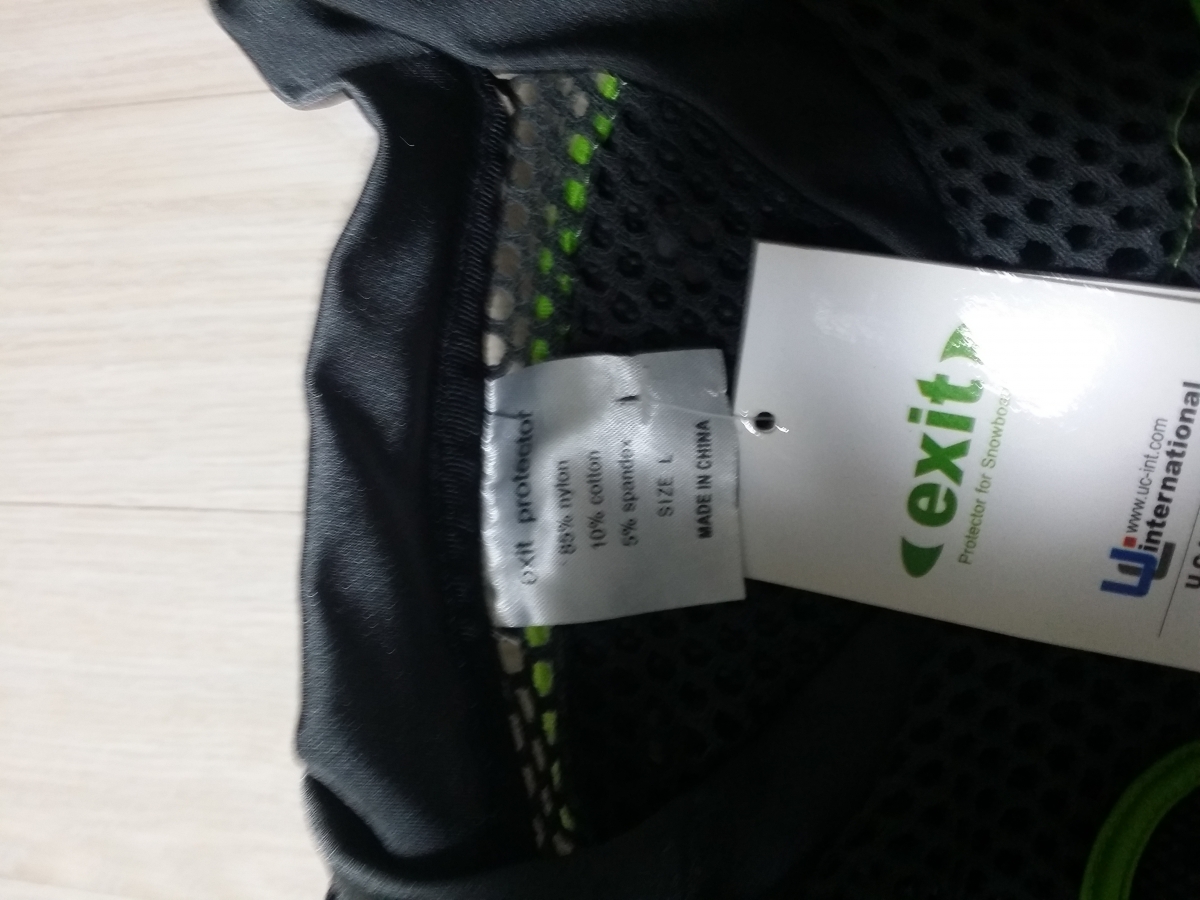 exit protector
85% nylon
10% cotton
5% spandex
SIZE L
MADE IN CHINA
exit
Protector for Snowboard
www.uc-int.com
international